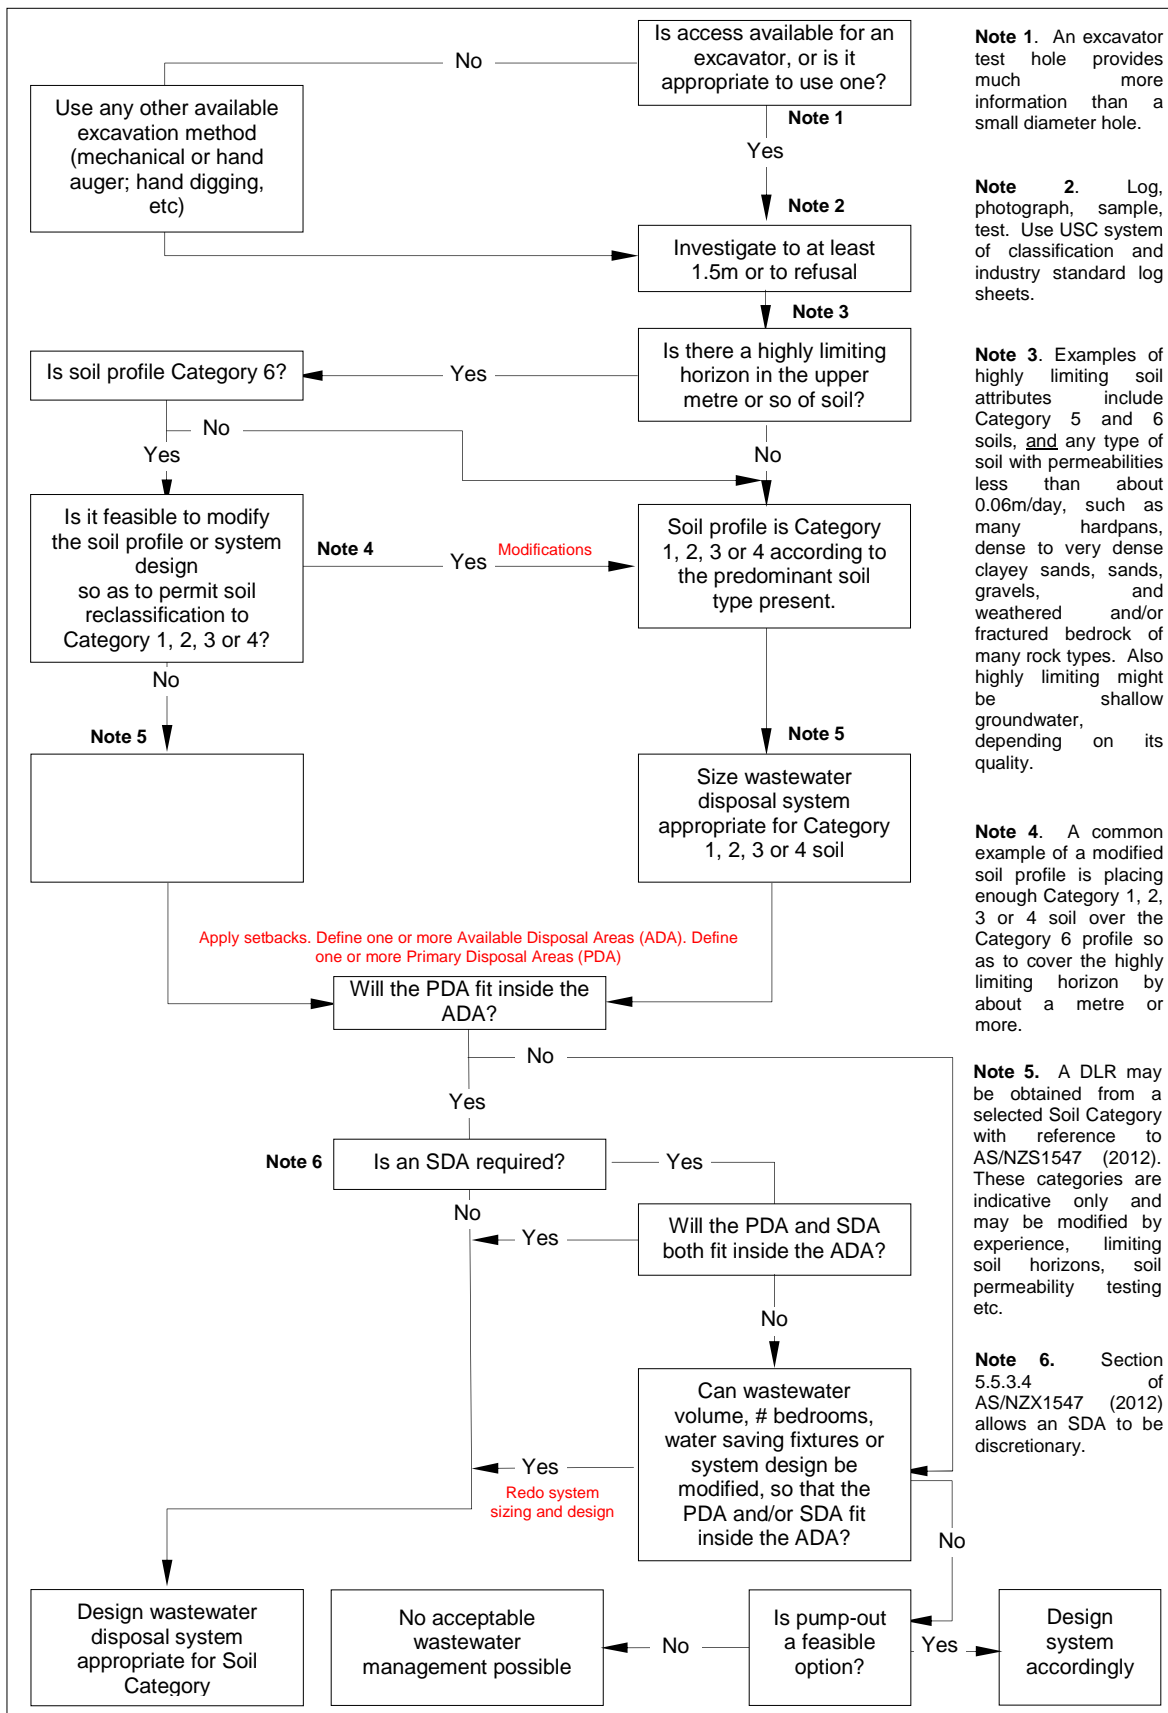 Is access available for an
excavator, or is it
appropriate to use one?
No
Note 1
Yes
Use any other available
excavation method
(mechanical or hand
auger; hand digging,
etc)
Note 2
Investigate to at least
1.5m or to refusal
Note 3
Is there a highly limiting
horizon in the upper
metre or so of soil?
Yes
Is soil profile Category 6?
No
Yes
No
Is it feasible to modify
the soil profile or system
design
so as to permit soil
reclassification to
Category 1, 2, 3 or 4?
Note 4
Yes
Modifications
Soil profile is Category
1, 2, 3 or 4 according to
the predominant soil
type present.
No
Note 5
Note 5
Size wastewater
disposal system
appropriate for Category
1, 2, 3 or 4 soil
Apply setbacks. Define one or more Available Disposal Areas (ADA). Define
one or more Primary Disposal Areas (PDA)
Will the PDA fit inside the
ADA?
No
Yes
Note 6
Is an SDA required?
Yes
No
Will the PDA and SDA
both fit inside the ADA?
Yes
No
Can wastewater
volume, # bedrooms,
water saving fixtures or
system design be
modified, so that the
PDA and/or SDA fit
inside the ADA?
Yes
Redo system
sizing and design
No
Design wastewater
disposal system
appropriate for Soil
Category
No acceptable
wastewater
management possible
No
Is pump-out
a feasible
option?
Yes
Design
system
accordingly
Note 1. An excavator
test hole provides
much more
information than a
small diameter hole.
Note 2. Log,
photograph, sample,
test. Use USC system
of classification and
industry standard log
sheets.
Note 3. Examples of
highly limiting soil
attributes include
Category 5 and 6
soils, and any type of
soil with permeabilities
less than about
0.06m/day, such as
many hardpans,
dense to very dense
clayey sands, sands,
gravels, and
weathered and/or
fractured bedrock of
many rock types. Also
highly limiting might
be shallow
groundwater,
depending on its
quality.
Note 4. A common
example of a modified
soil profile is placing
enough Category 1, 2,
3 or 4 soil over the
Category 6 profile so
as to cover the highly
limiting horizon by
about a metre or
more.
Note 5. A DLR may
be obtained from a
selected Soil Category
with reference to
AS/NZS1547 (2012).
These categories are
indicative only and
may be modified by
experience, limiting
soil horizons, soil
permeability testing
etc.
Note 6. Section
5.5.3.4 of
AS/NZX1547 (2012)
allows an SDA to be
discretionary.